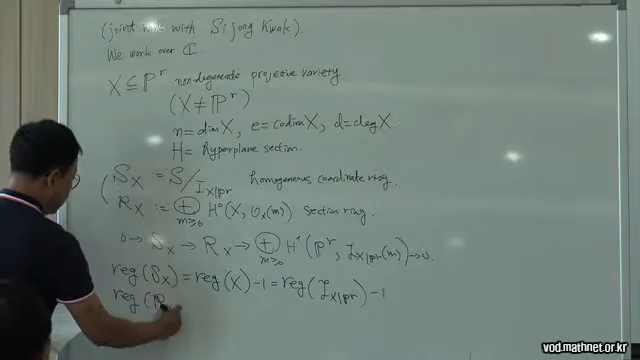 (joint work with Sijong Kwak).
We work over ℂ.
X ⊆ ℙ^r non-degenerate projective variety
(X ≠ ℙ^r)
n = dim X, e = codim X, d = deg X.
H = Hyperplane section.
S_X := S/I_{X|ℙ^r} homogeneous coordinate ring.
R_X := ⊕_{m≥0} H^0(X, O_X(m)) section ring.
0 → S_X → R_X → ⊕_{m≥0} H^1(ℙ^r, I_{X|ℙ^r}(m)) → 0.
reg(S_X) = reg(X) - 1 = reg(I_{X|ℙ^r}) - 1
reg(R
vod.mathnet.or.kr